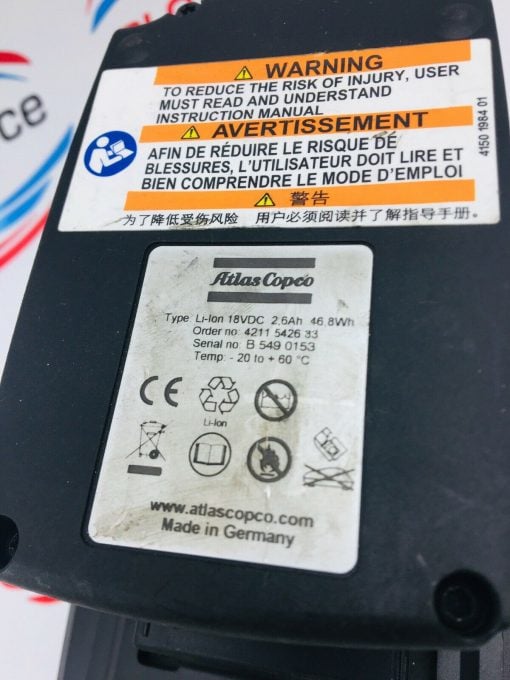 WARNING
TO REDUCE THE RISK OF INJURY, USER
MUST READ AND UNDERSTAND
INSTRUCTION MANUAL.
AVERTISSEMENT
AFIN DE RÉDUIRE LE RISQUE DE
BLESSURES, L'UTILISATEUR DOIT LIRE ET
BIEN COMPRENDRE LE MODE D'EMPLOI
警告
为了降低受伤风险 用户必须阅读并了解指导手册。
4150 1984 01
Atlas Copco
Type: Li-Ion 18VDC 2,6Ah 46,8Wh
Order no: 4211 5426 33
Serial no: B 549 0153
Temp: - 20 to + 60 °C
CE
Li-Ion
www.atlascopco.com
Made in Germany